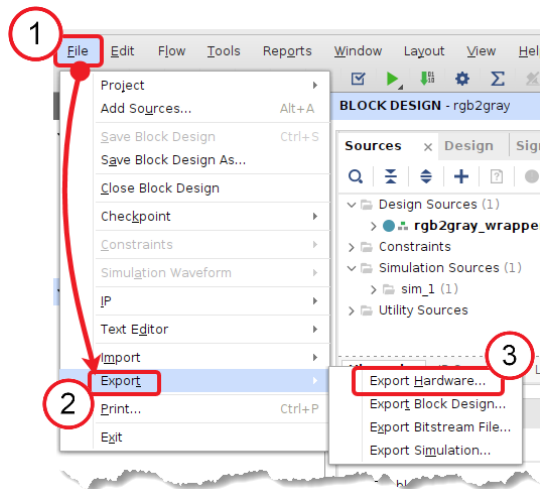 1
File Edit Flow Tools Reports Window Layout View Hel
Project
Add Sources... Alt+A
Save Block Design Ctrl+S
Save Block Design As...
Close Block Design
Checkpoint
Constraints
Simulation Waveform
IP
Text Editor
Import
Export
Print... Ctrl+P
Exit
2
BLOCK DESIGN - rgb2gray
Sources × Design Sign
Design Sources (1)
rgb2gray_wrappe
Constraints
Simulation Sources (1)
sim_1 (1)
Utility Sources
3
Export Hardware...
Export Block Design...
Export Bitstream File...
Export Simulation...